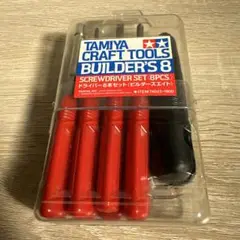 TAMIYA
CRAFT TOOLS
BUILDER'S 8
SCREWDRIVER SET (8PCS)
ドライバー8本セット(ビルダーズエイト)